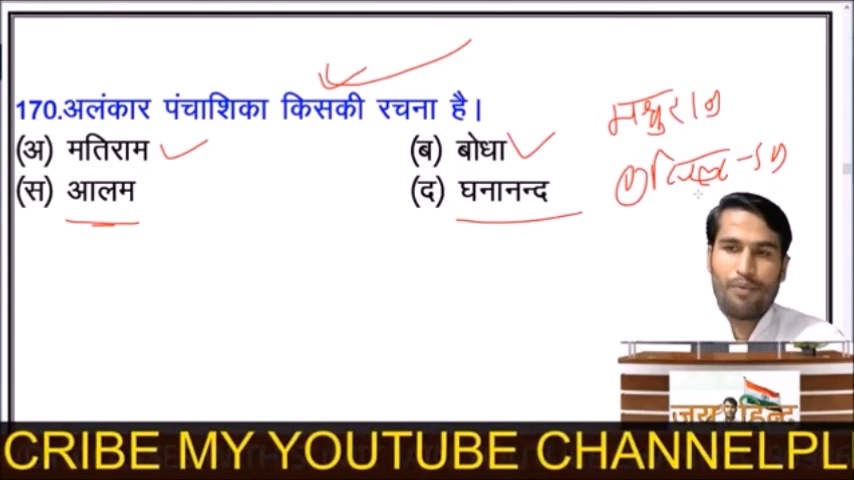 170.अलंकार पंचाशिका किसकी रचना है।
(अ) मतिराम (ब) बोधा
(स) आलम (द) घनानन्द
CRIBE MY YOUTUBE CHANNELPL